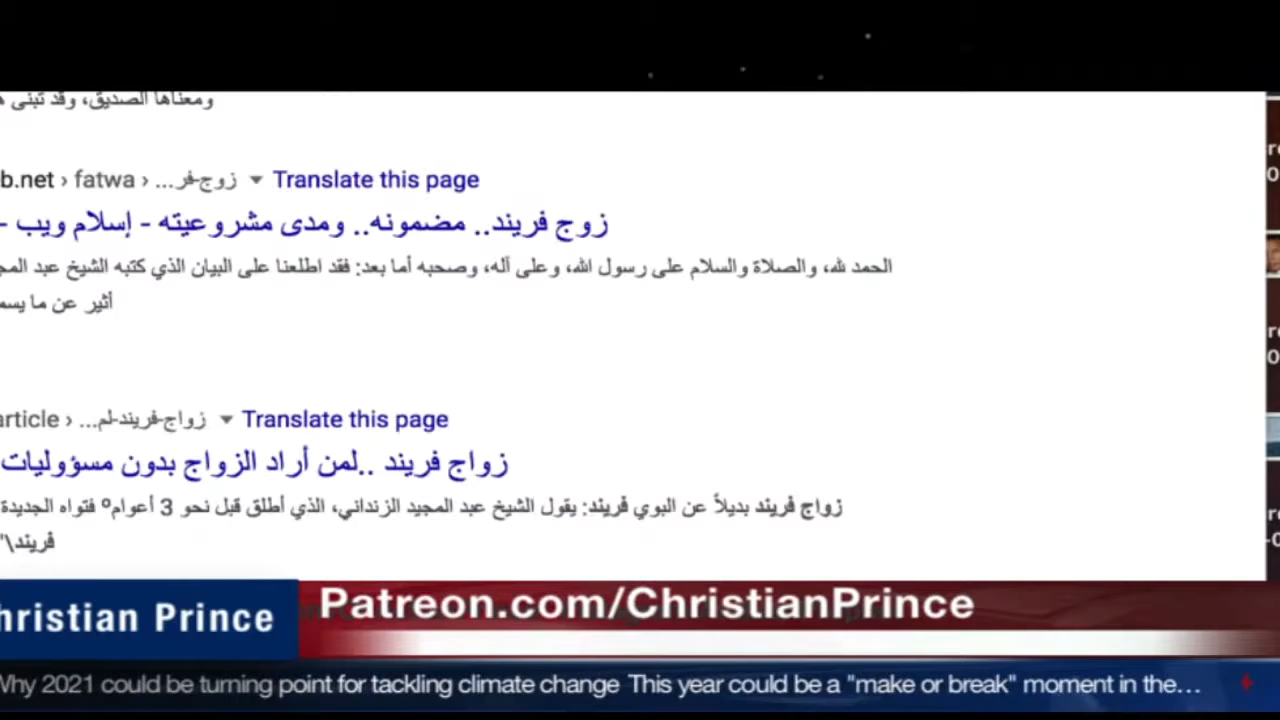 ومعناها الصديق، وقد تبنى
b.net › fatwa › ...زوج-فر Translate this page
زوج فريند.. مضمونه.. ومدى مشروعيته - إسلام ويب -
الحمد لله، والصلاة والسلام على رسول الله، وعلى آله، وصحبه أما بعد: فقد اطلعنا على البيان الذي كتبه الشيخ عبد المج
أثير عن ما يسم
article › ...زواج-فريند-لم Translate this page
زواج فريند ..لمن أراد الزواج بدون مسؤوليات
زواج فريند بديلاً عن البوي فريند: يقول الشيخ عبد المجيد الزنداني، الذي أطلق قبل نحو 3 أعوامº فتواه الجديدة
فريند\"
hristian Prince
Patreon.com/ChristianPrince
Why 2021 could be turning point for tackling climate change This year could be a "make or break" moment in the...